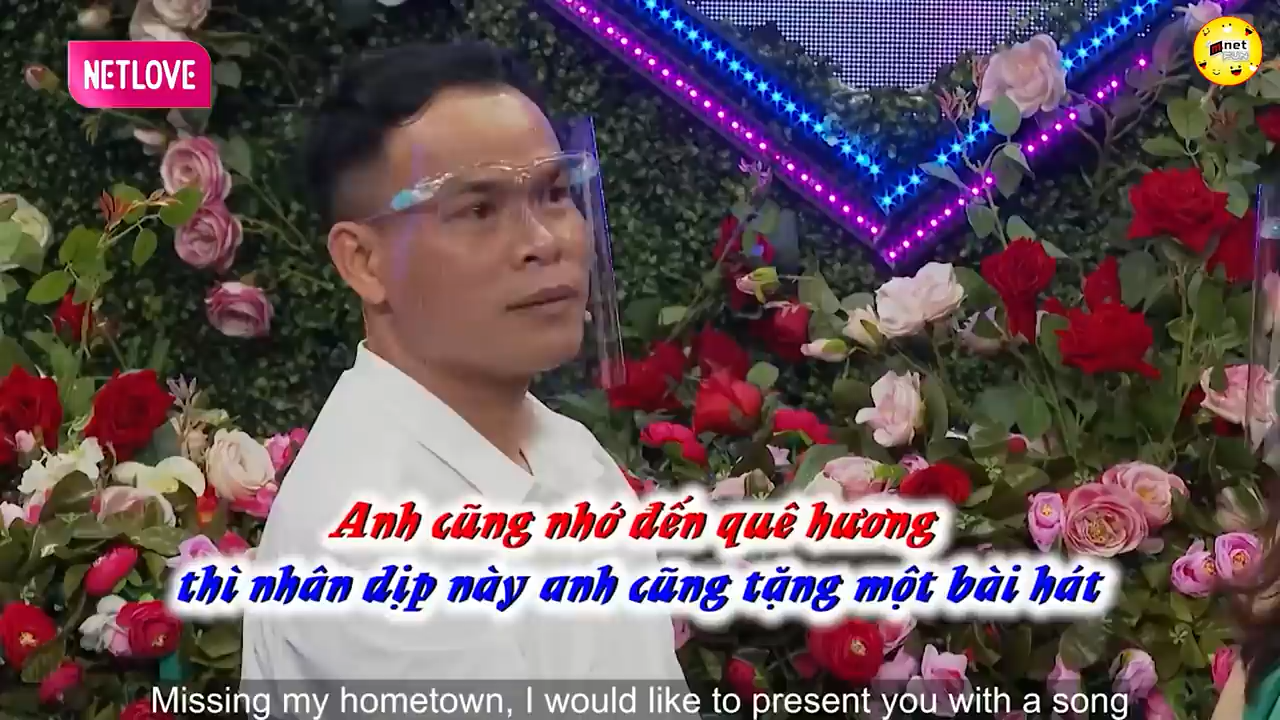 NETLOVE
net
FUN
Anh cũng nhớ đến quê hương
thì nhân dịp này anh cũng tặng một bài hát
Missing my hometown, I would like to present you with a song